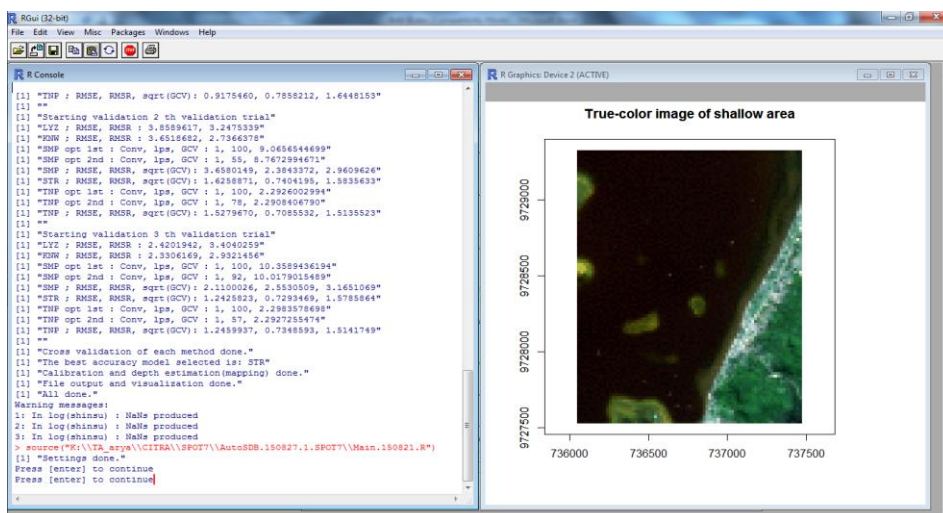 RGui (32-bit)
File Edit View Misc Packages Windows Help
R Console
[1] "TNP ; RMSE, RMSR, sqrt(GCV): 0.9175460, 0.7858212, 1.6448153"
[1] ""
[1] "Starting validation 2 th validation trial"
[1] "LYZ ; RMSE, RMSR : 3.8589617, 3.2475339"
[1] "KNW ; RMSE, RMSR : 3.6518682, 2.7366378"
[1] "SMP opt 1st : Conv, lps, GCV : 1, 100, 9.0656544699"
[1] "SMP opt 2nd : Conv, lps, GCV : 1, 55, 8.7672994671"
[1] "SMP ; RMSE, RMSR, sqrt(GCV): 3.6580149, 2.3843372, 2.9609626"
[1] "STR ; RMSE, RMSR, sqrt(GCV): 1.6258871, 0.7404195, 1.5835633"
[1] "TNP opt 1st : Conv, lps, GCV : 1, 100, 2.2926002994"
[1] "TNP opt 2nd : Conv, lps, GCV : 1, 78, 2.2908406790"
[1] "TNP ; RMSE, RMSR, sqrt(GCV): 1.5279670, 0.7085532, 1.5135523"
[1] ""
[1] "Starting validation 3 th validation trial"
[1] "LYZ ; RMSE, RMSR : 2.4201942, 3.4040259"
[1] "KNW ; RMSE, RMSR : 2.3306169, 2.9321456"
[1] "SMP opt 1st : Conv, lps, GCV : 1, 100, 10.3589436194"
[1] "SMP opt 2nd : Conv, lps, GCV : 1, 92, 10.0179015489"
[1] "SMP ; RMSE, RMSR, sqrt(GCV): 2.1100026, 2.5530509, 3.1651069"
[1] "STR ; RMSE, RMSR, sqrt(GCV): 1.2425823, 0.7293469, 1.5785864"
[1] "TNP opt 1st : Conv, lps, GCV : 1, 100, 2.2983578698"
[1] "TNP opt 2nd : Conv, lps, GCV : 1, 57, 2.2927255474"
[1] "TNP ; RMSE, RMSR, sqrt(GCV): 1.2459937, 0.7348593, 1.5141749"
[1] ""
[1] "Cross validation of each method done."
[1] "The best accuracy model selected is: STR"
[1] "Calibration and depth estimation(mapping) done."
[1] "File output and visualization done."
[1] "All done."
Warning messages:
1: In log(shinsu) : NaNs produced
2: In log(shinsu) : NaNs produced
3: In log(shinsu) : NaNs produced
> source("K:\\TA_arya\\CITRA\\SPOT7\\AutoSDB.150827.1.SPOT7\\Main.150821.R")
[1] "Settings done."
Press [enter] to continue
Press [enter] to continue
R Graphics: Device 2 (ACTIVE)
True-color image of shallow area
9729000
9728500
9728000
9727500
736000 736500 737000 737500